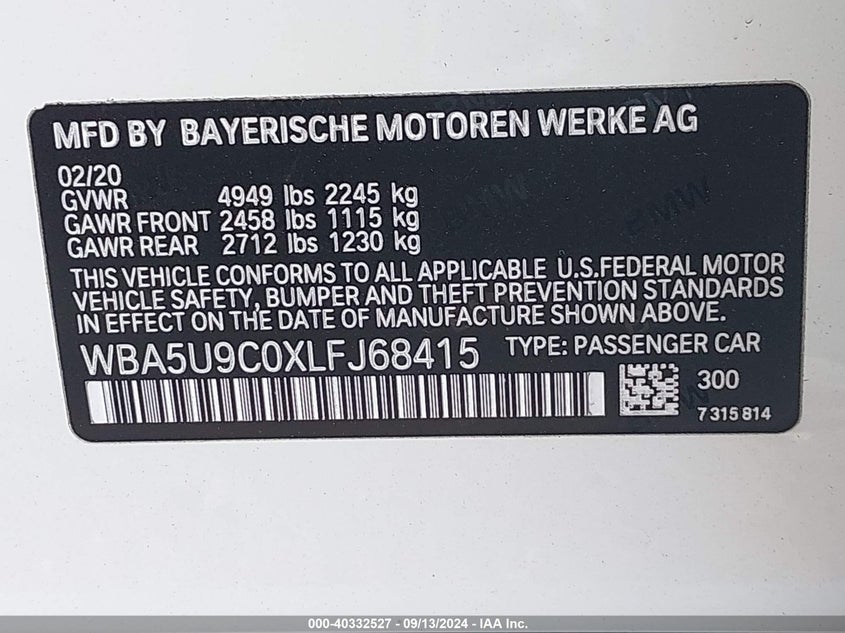 MFD BY BAYERISCHE MOTOREN WERKE AG
02/20
GVWR 4949 lbs 2245 kg
GAWR FRONT 2458 lbs 1115 kg
GAWR REAR 2712 lbs 1230 kg
THIS VEHICLE CONFORMS TO ALL APPLICABLE U.S.FEDERAL MOTOR
VEHICLE SAFETY, BUMPER AND THEFT PREVENTION STANDARDS
IN EFFECT ON THE DATE OF MANUFACTURE SHOWN ABOVE.
WBA5U9C0XLFJ68415 TYPE: PASSENGER CAR
300
7 315 814
000-40332527 - 09/13/2024 - IAA Inc.